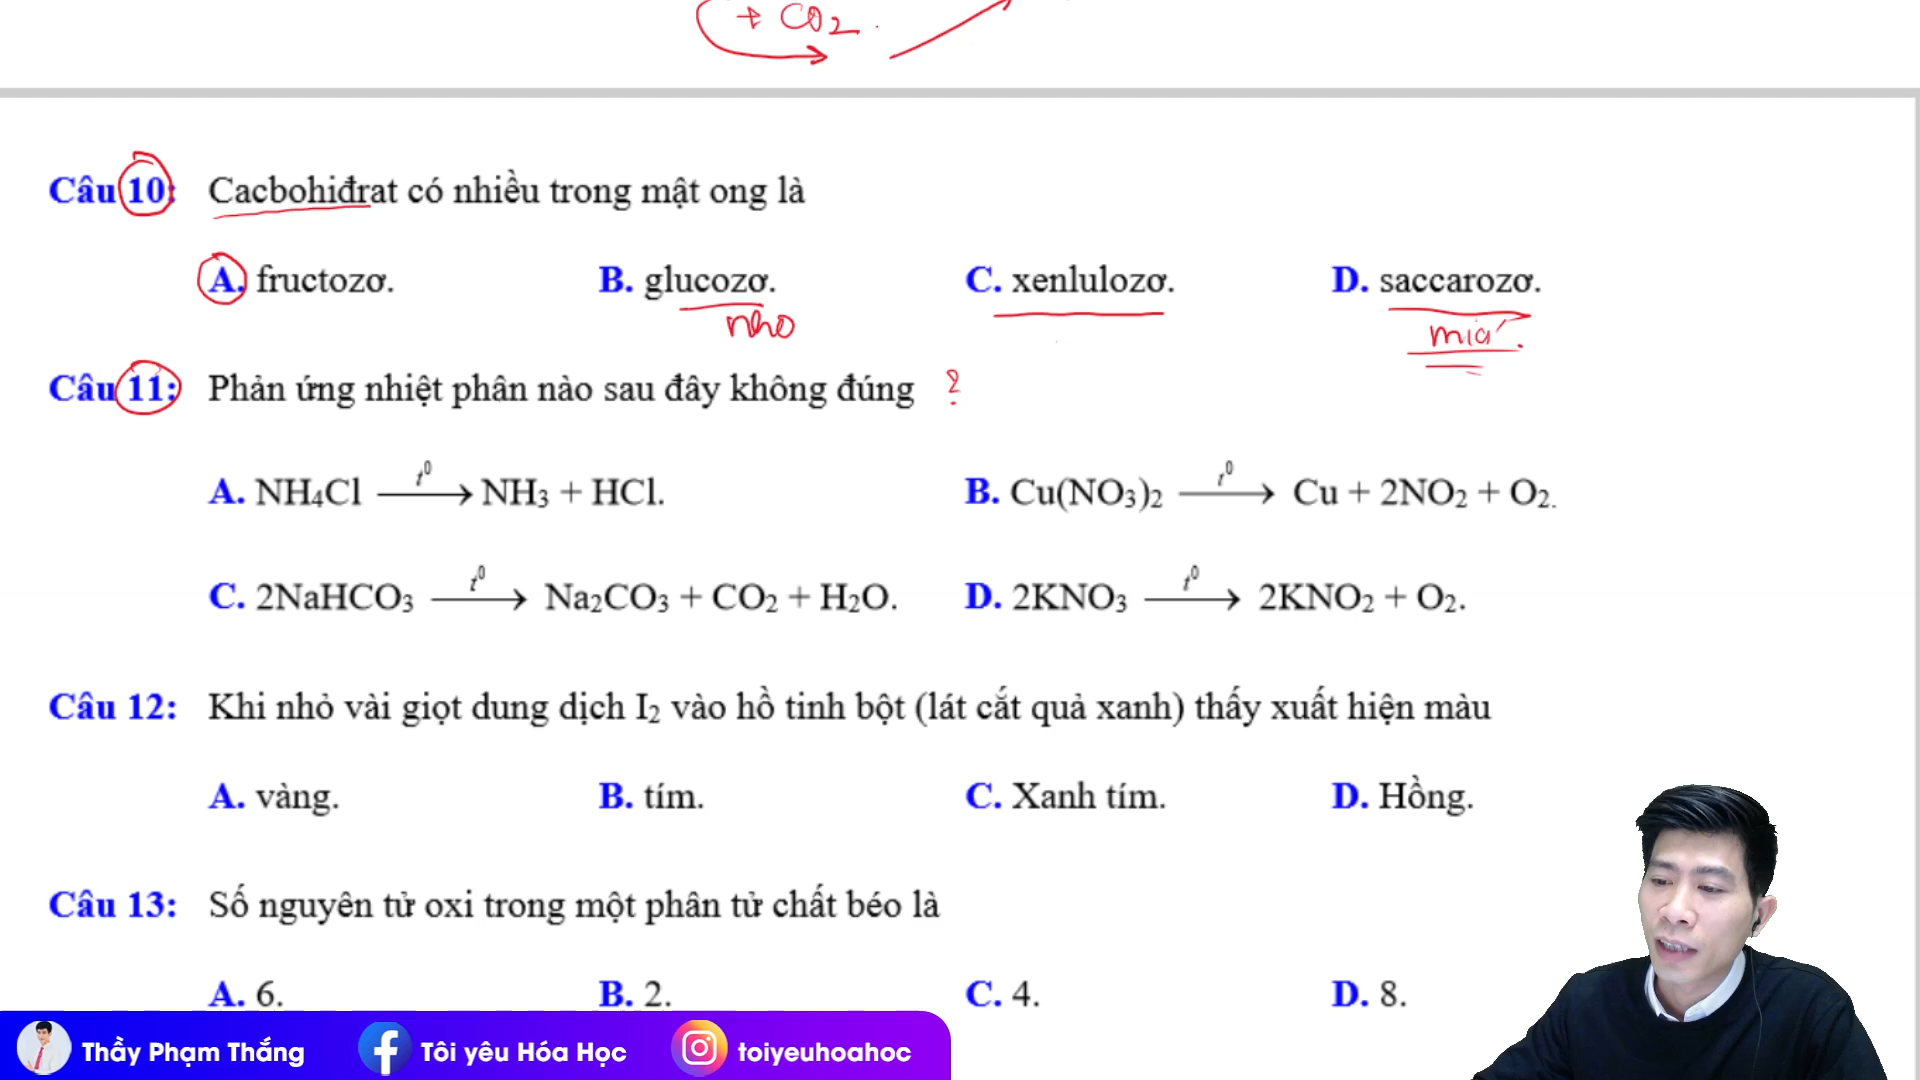 + CO2.
Câu 10: Cacbohiđrat có nhiều trong mật ong là
A. fructozơ. B. glucozơ. C. xenlulozơ. D. saccarozơ.
nho mía.
Câu 11: Phản ứng nhiệt phân nào sau đây không đúng ?
A. NH₄Cl t⁰⟶ NH₃ + HCl. B. Cu(NO₃)₂ t⁰⟶ Cu + 2NO₂ + O₂.
C. 2NaHCO₃ t⁰⟶ Na₂CO₃ + CO₂ + H₂O. D. 2KNO₃ t⁰⟶ 2KNO₂ + O₂.
Câu 12: Khi nhỏ vài giọt dung dịch I₂ vào hồ tinh bột (lát cắt quả xanh) thấy xuất hiện màu
A. vàng. B. tím. C. Xanh tím. D. Hồng.
Câu 13: Số nguyên tử oxi trong một phân tử chất béo là
A. 6. B. 2. C. 4. D. 8.
Thầy Phạm Thắng Tôi yêu Hóa Học toiyeuhoahoc